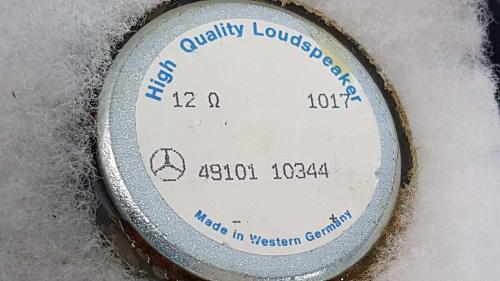 High Quality Loudspeaker
12 Ω 1017
49101 10344
- +
Made in Western Germany